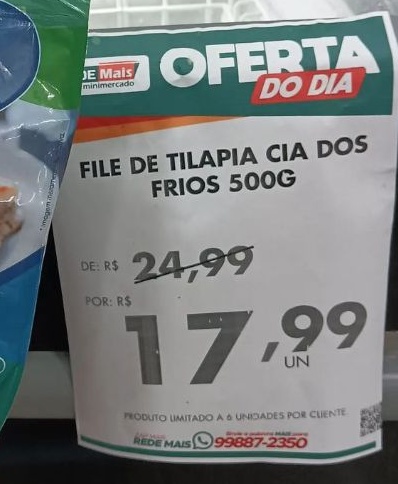 DE Mais
minimercado
OFERTA
DO DIA
FILE DE TILAPIA CIA DOS
FRIOS 500G
DE: R$ 24,99
POR: R$
17,99
UN
PRODUTO LIMITADO A 6 UNIDADES POR CLIENTE
REDE MAIS 99887-2350